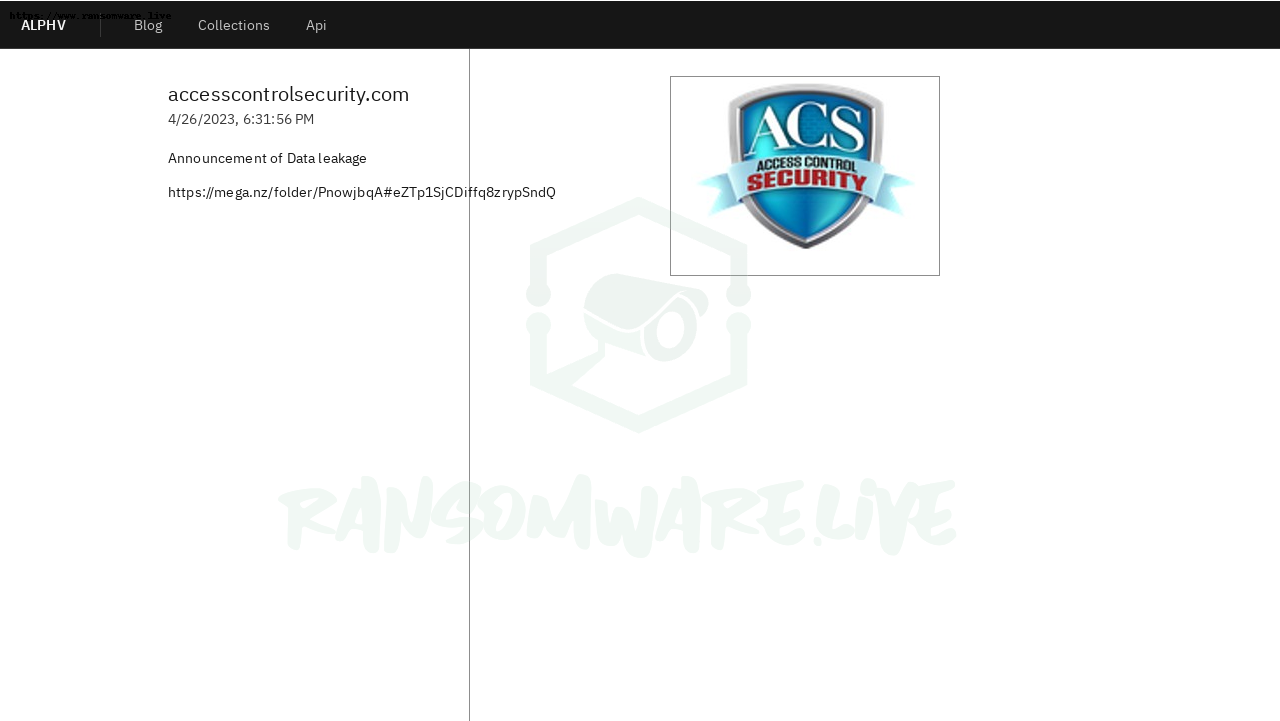 https://www.ransomware.live
ALPHV
Blog
Collections
Api
accesscontrolsecurity.com
4/26/2023, 6:31:56 PM
Announcement of Data leakage
https://mega.nz/folder/PnowjbqA#eZTp1SjCDiffq8zrypSndQ
ACS
ACCESS CONTROL
SECURITY
RANSOMWARE.LiVE